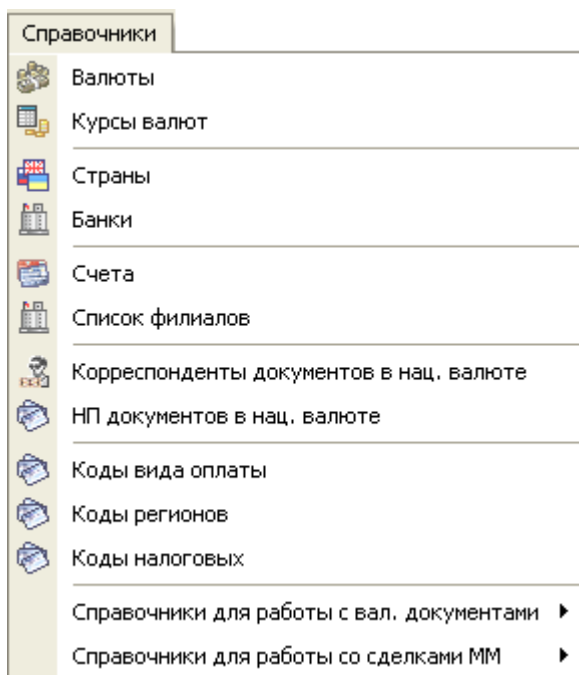 Справочники
Валюты
Курсы валют
Страны
Банки
Счета
Список филиалов
Корреспонденты документов в нац. валюте
НП документов в нац. валюте
Коды вида оплаты
Коды регионов
Коды налоговых
Справочники для работы с вал. документами
Справочники для работы со сделками ММ